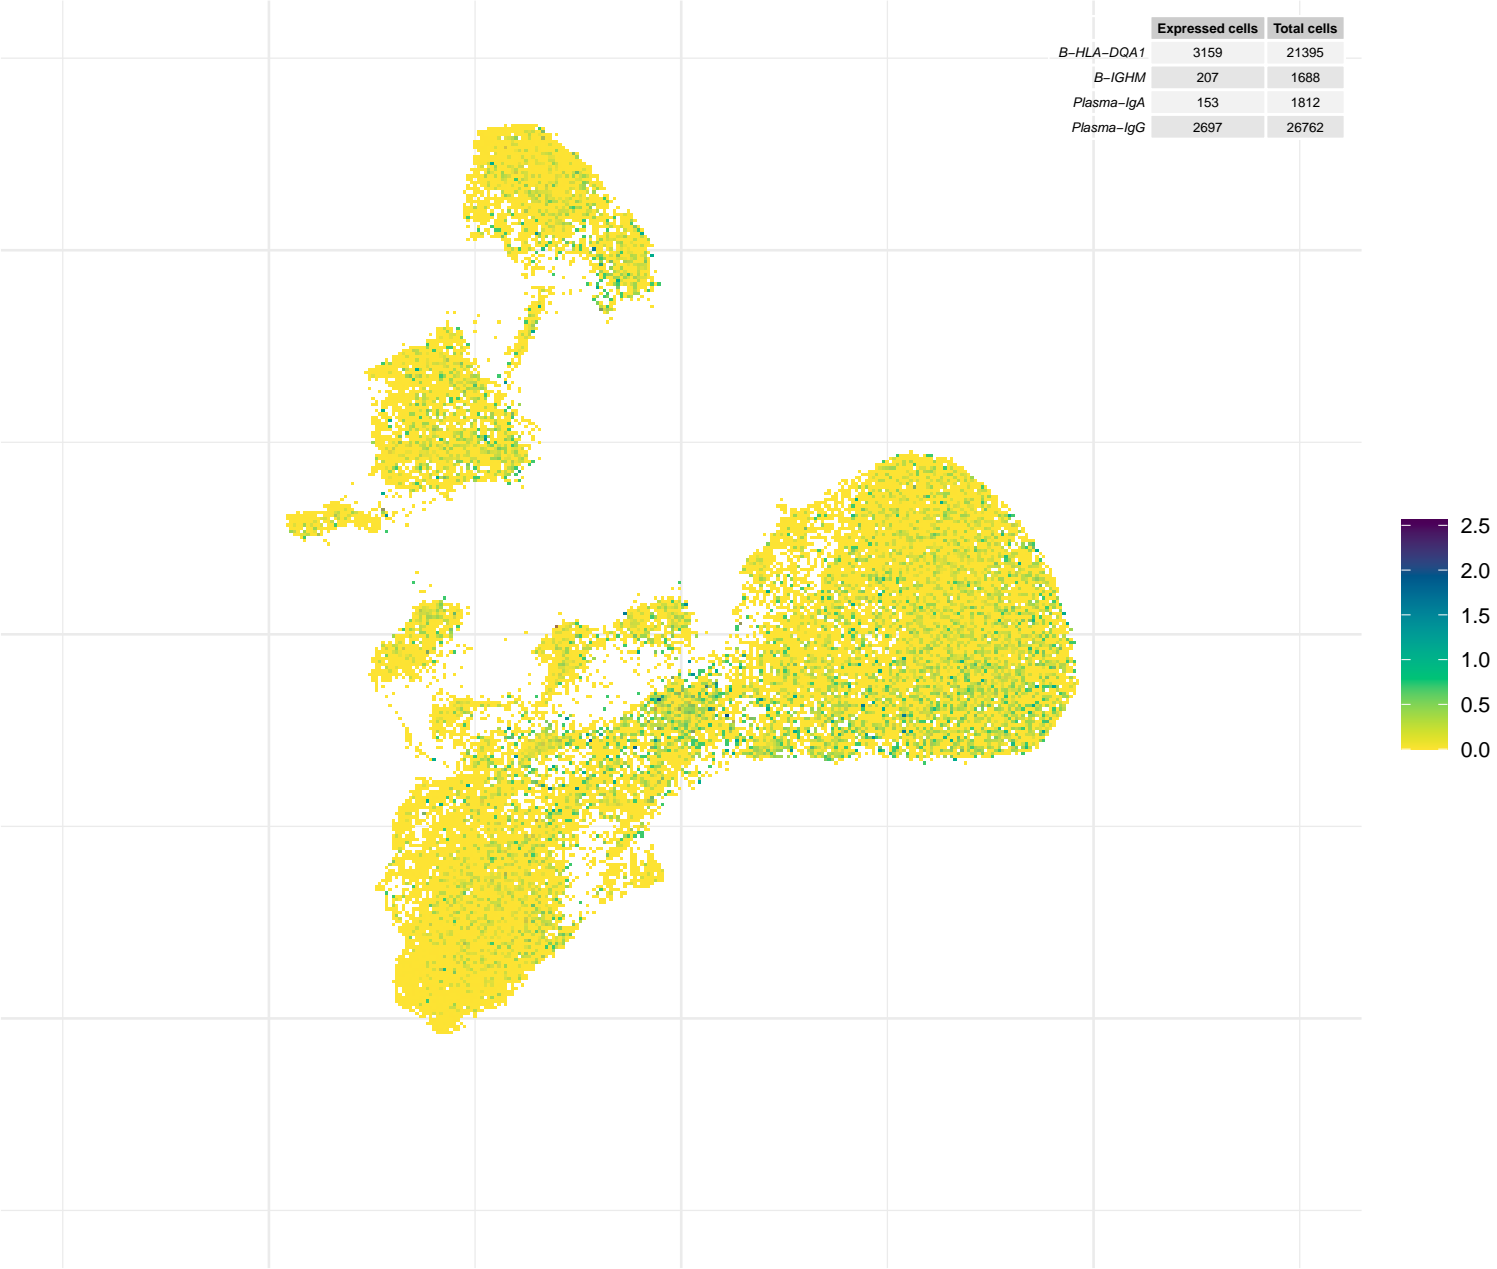 Expressed cells Total cells
B−HLA−DQA1 3159 21395
B−IGHM 207 1688
Plasma−IgA 153 1812
Plasma−IgG 2697 26762
2.5
2.0
1.5
1.0
0.5
0.0